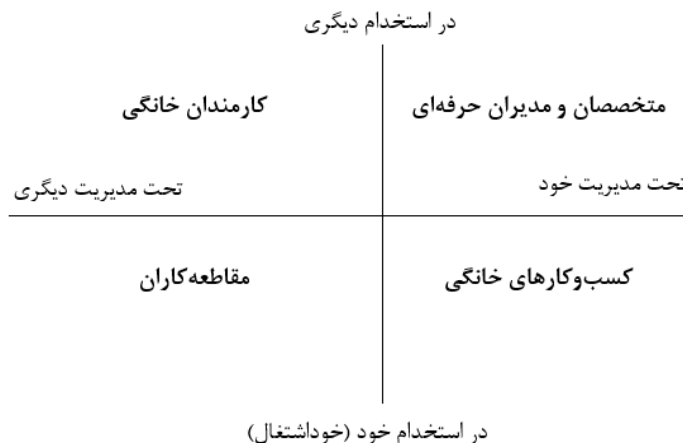 در استخدام دیگری
متخصصان و مدیران حرفه‌ای
کارمندان خانگی
تحت مدیریت خود
تحت مدیریت دیگری
کسب‌وکارهای خانگی
مقاطعه‌کاران
در استخدام خود (خوداشتغال)